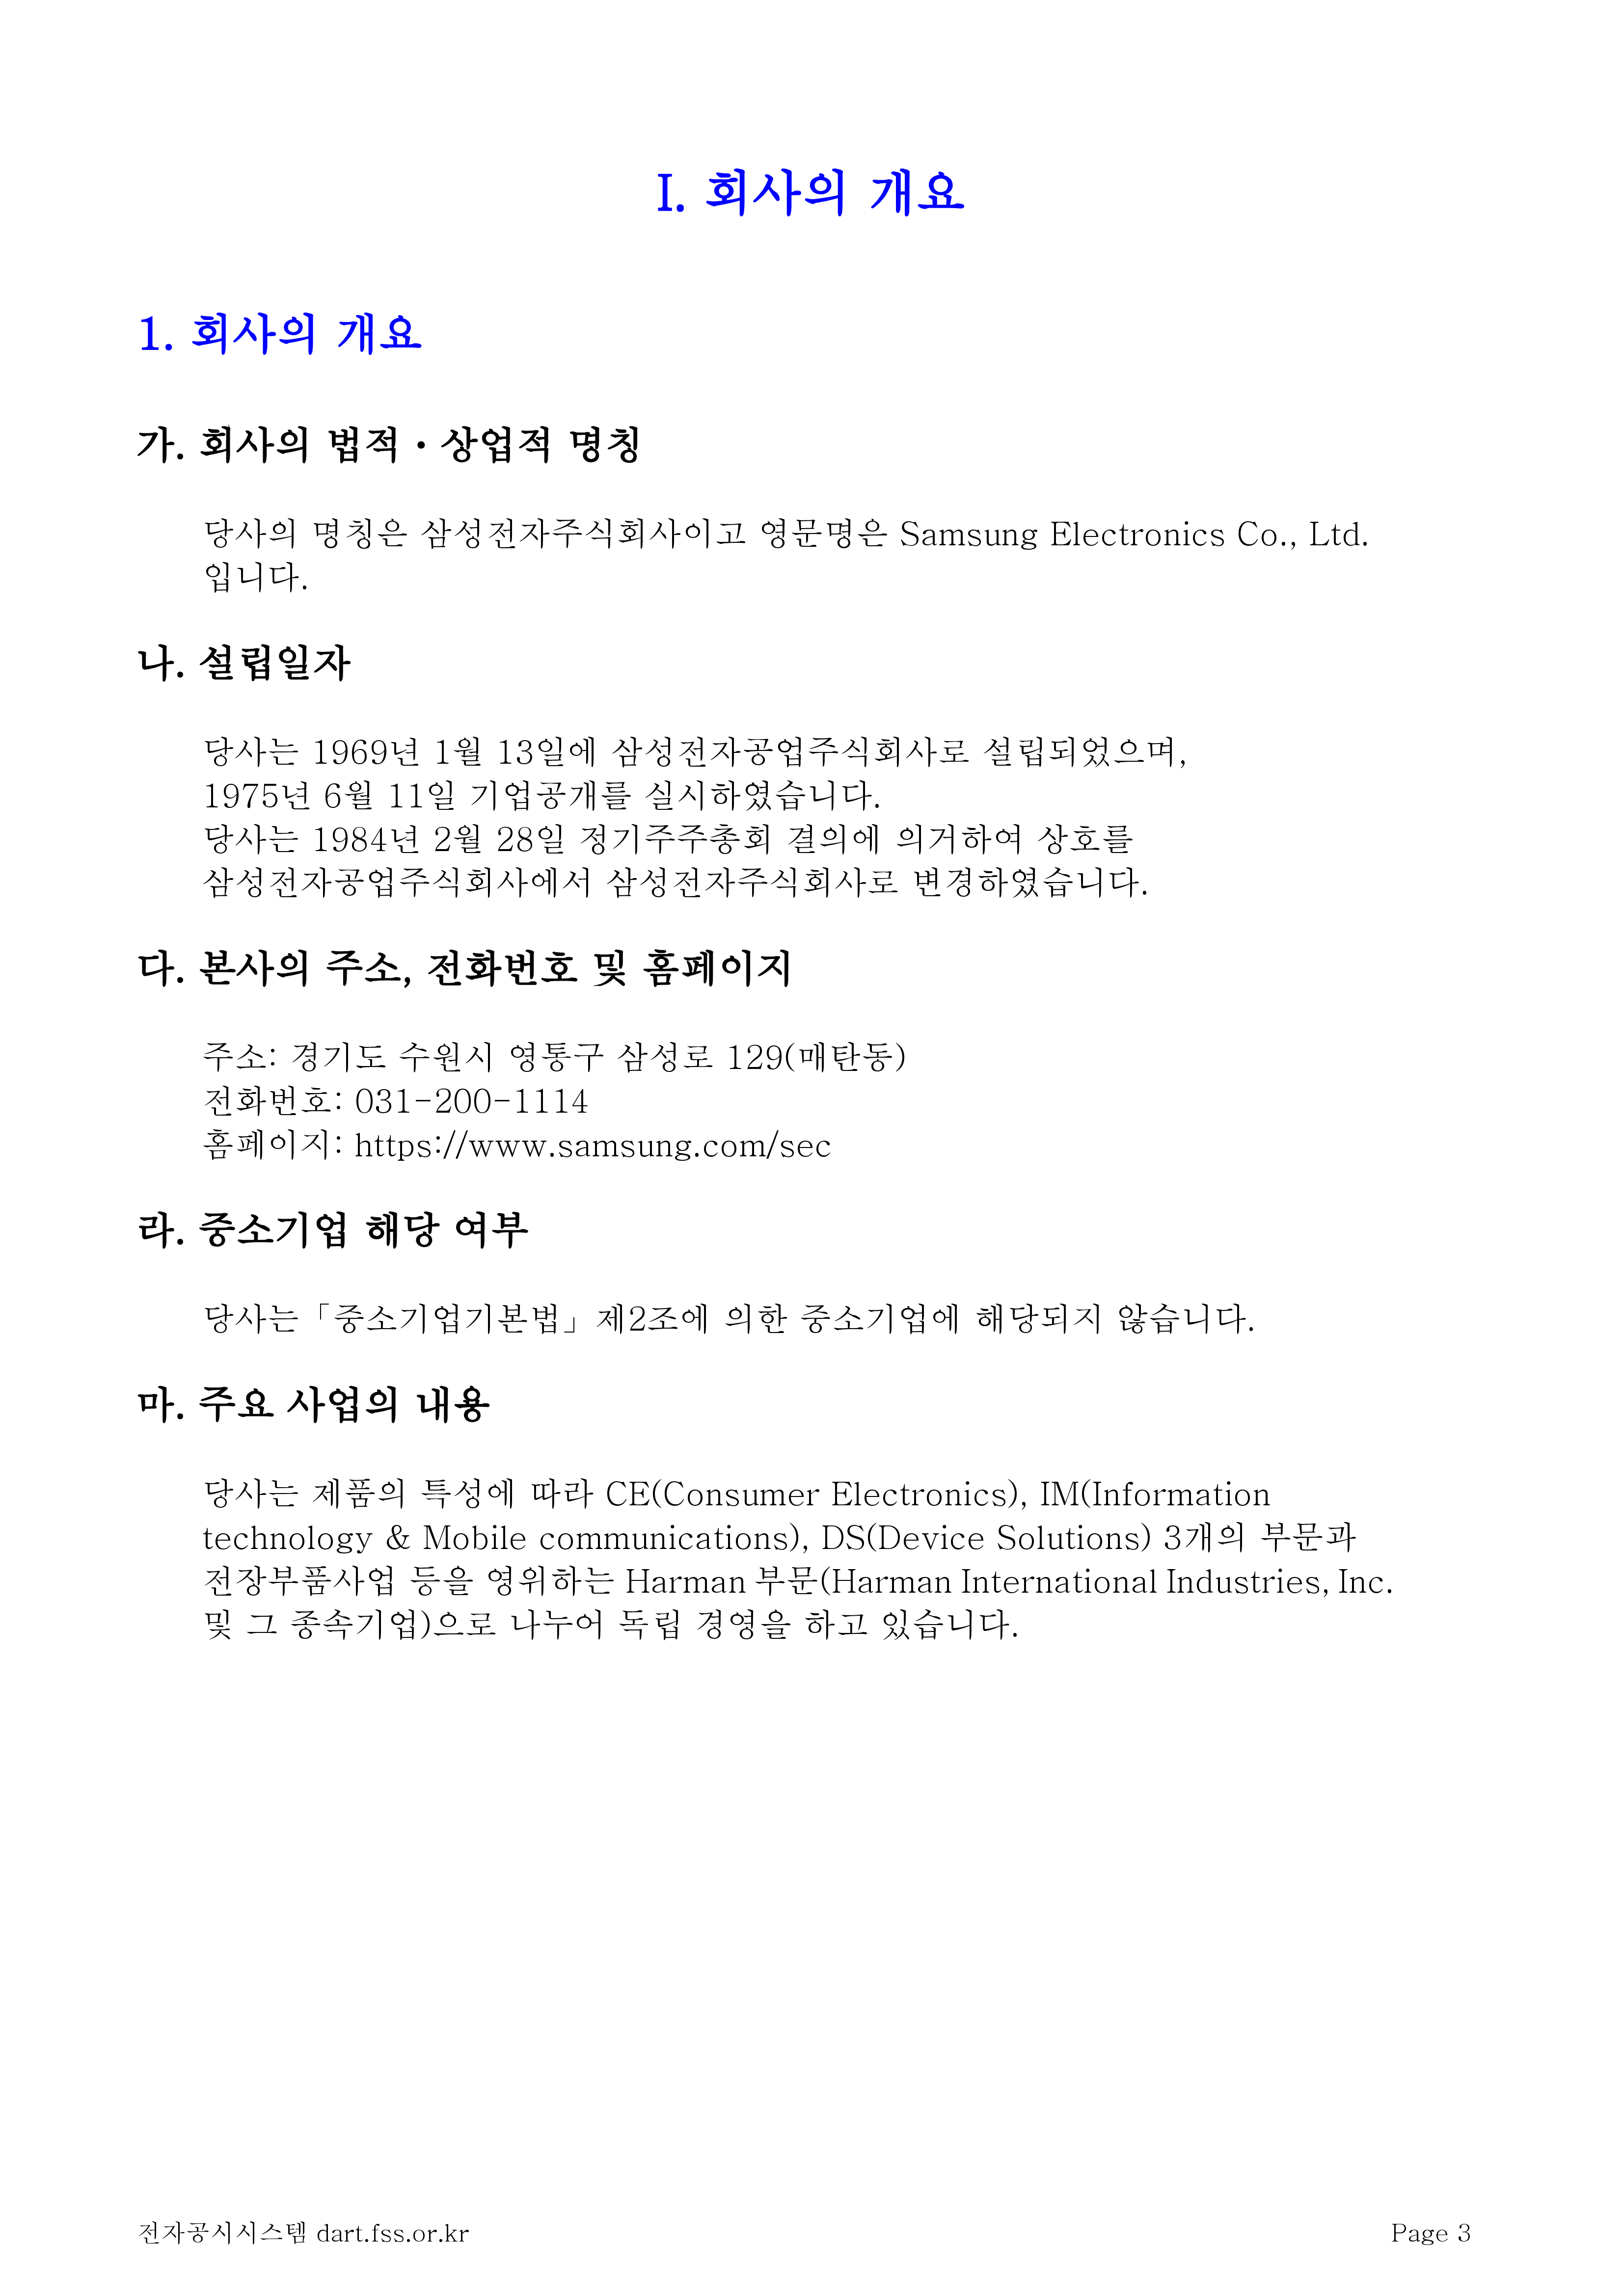 I. 회사의 개요
1. 회사의 개요
가. 회사의 법적ㆍ상업적 명칭
당사의 명칭은 삼성전자주식회사이고 영문명은 Samsung Electronics Co., Ltd.
입니다.
나. 설립일자
당사는 1969년 1월 13일에 삼성전자공업주식회사로 설립되었으며,
1975년 6월 11일 기업공개를 실시하였습니다.
당사는 1984년 2월 28일 정기주주총회 결의에 의거하여 상호를
삼성전자공업주식회사에서 삼성전자주식회사로 변경하였습니다.
다. 본사의 주소, 전화번호 및 홈페이지
주소: 경기도 수원시 영통구 삼성로 129(매탄동)
전화번호: 031-200-1114
홈페이지: https://www.samsung.com/sec
라. 중소기업 해당 여부
당사는「중소기업기본법」제2조에 의한 중소기업에 해당되지 않습니다.
마. 주요 사업의 내용
당사는 제품의 특성에 따라 CE(Consumer Electronics), IM(Information
technology & Mobile communications), DS(Device Solutions) 3개의 부문과
전장부품사업 등을 영위하는 Harman 부문(Harman International Industries, Inc.
및 그 종속기업)으로 나누어 독립 경영을 하고 있습니다.
전자공시시스템 dart.fss.or.kr
Page 3